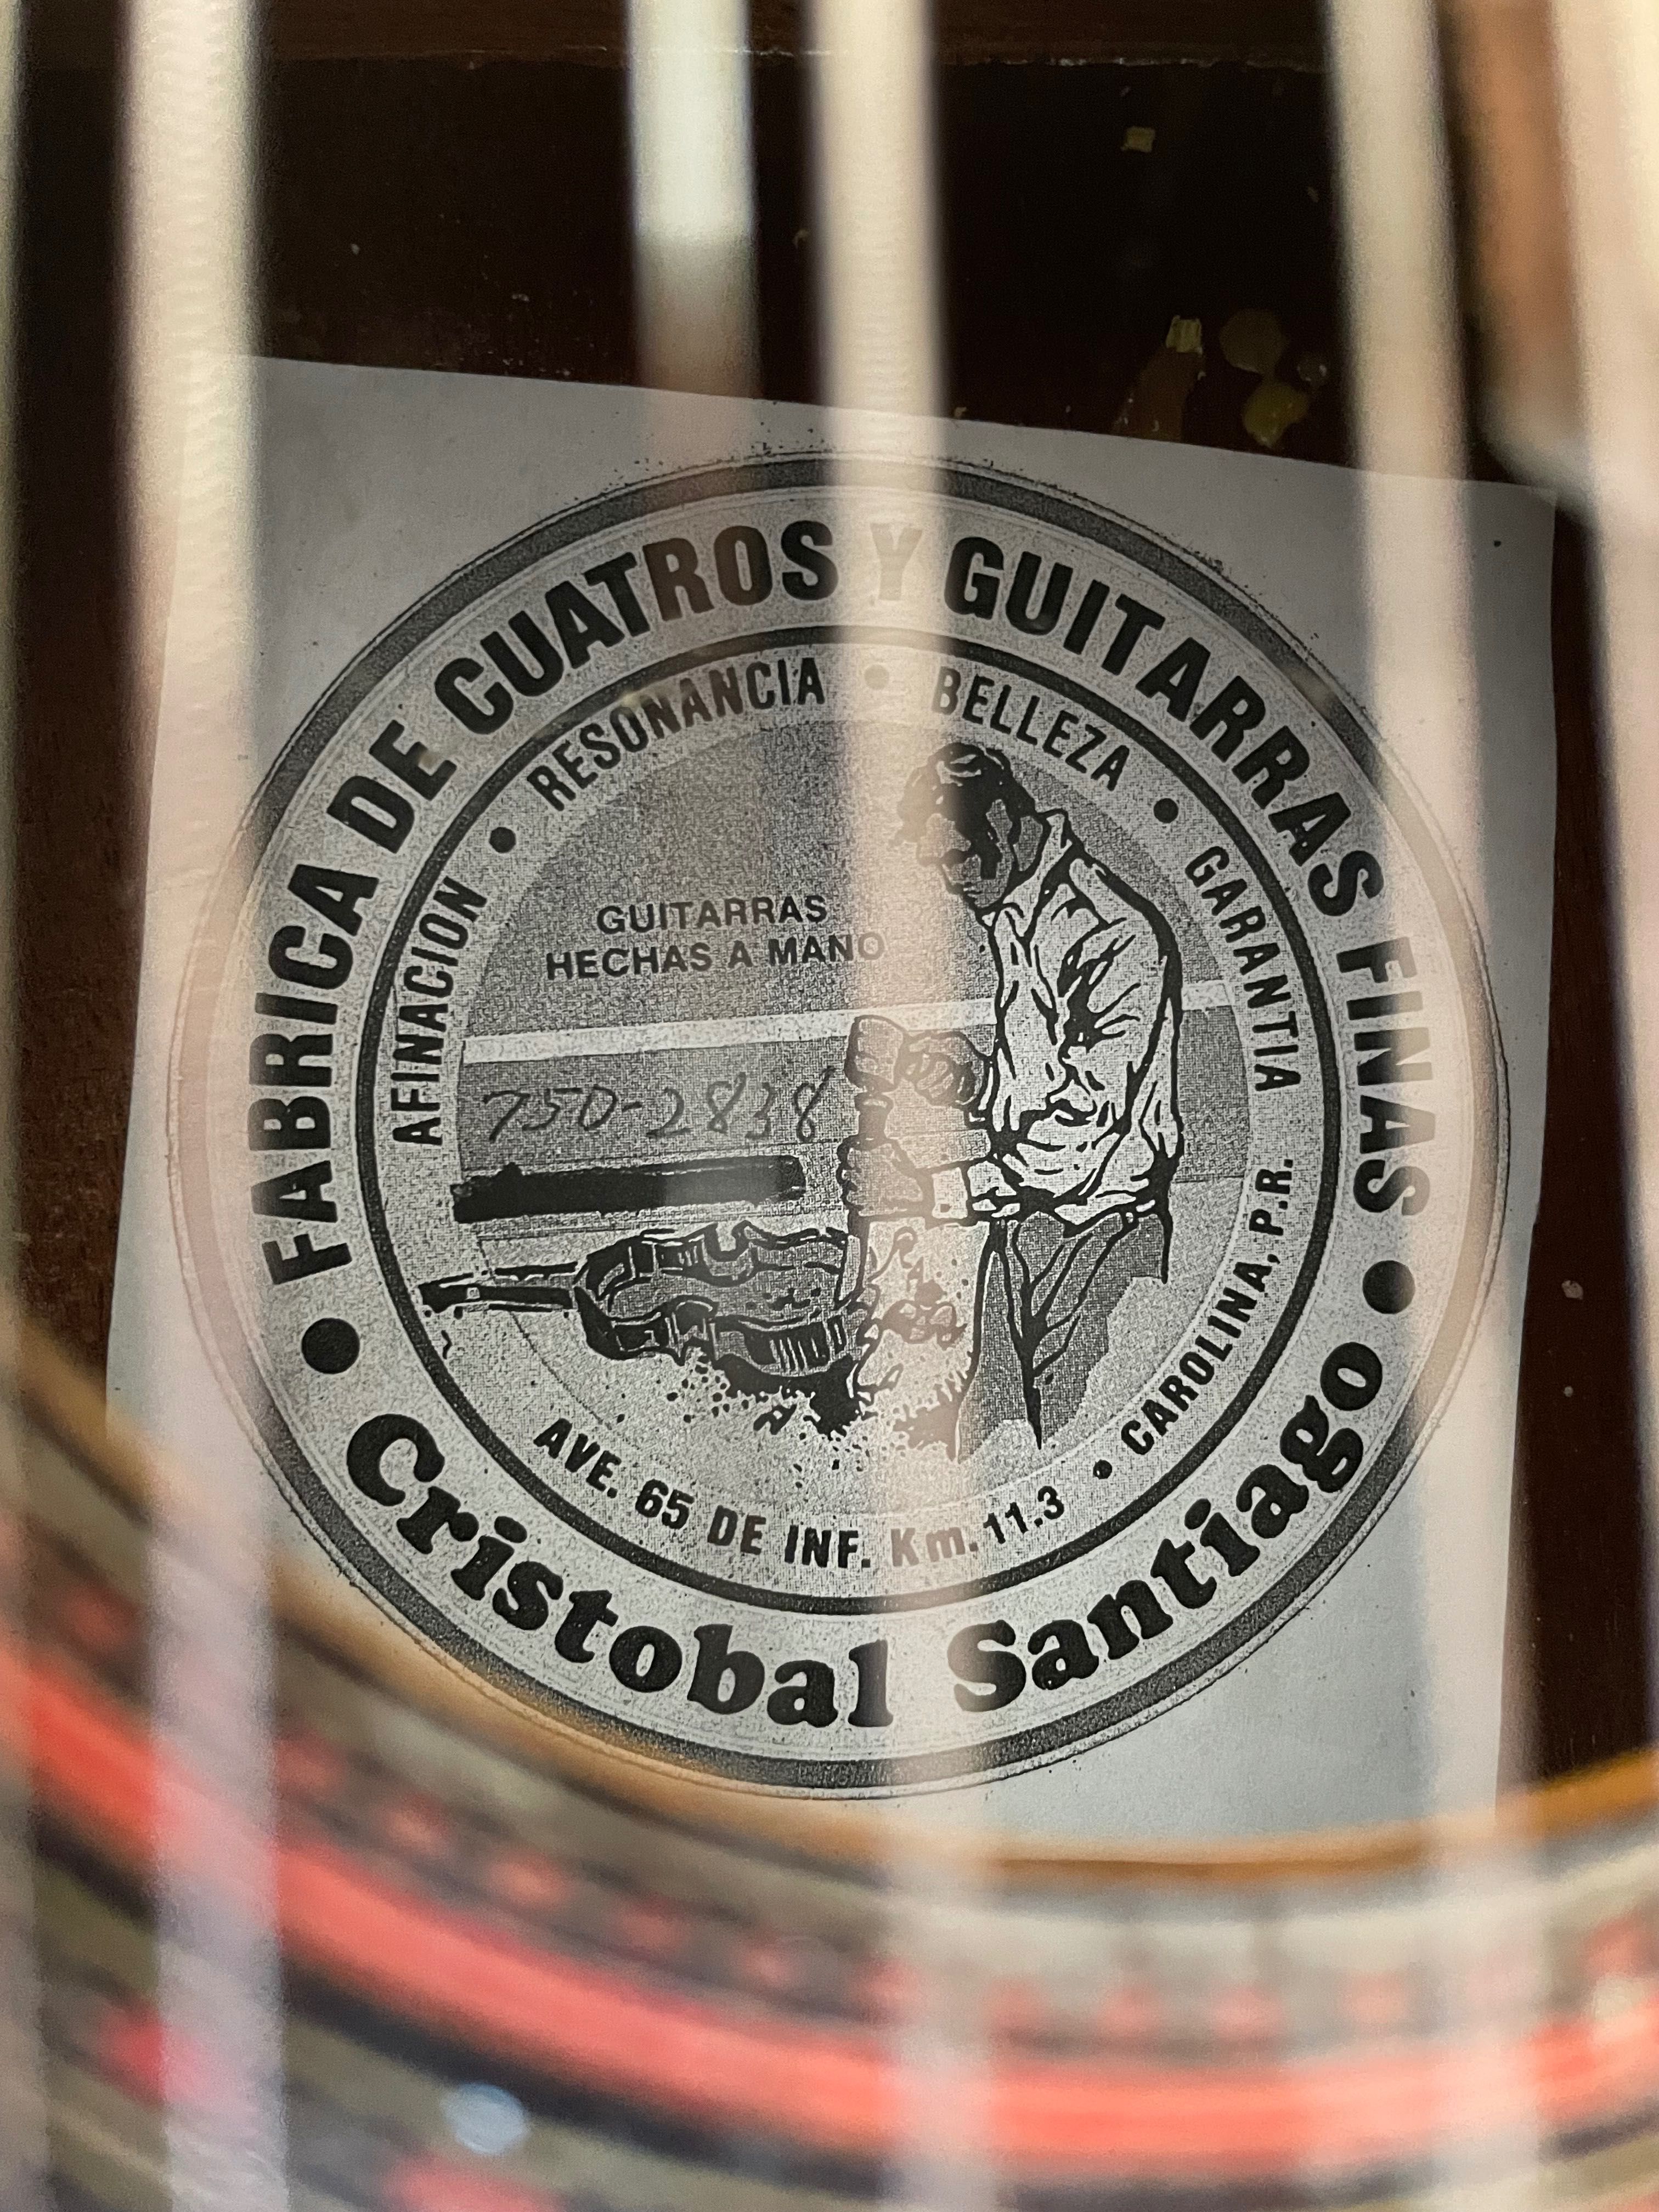 FABRICA DE CUATROS Y GUITARRAS FINAS
AFINACION • RESONANCIA • BELLEZA • GARANTIA
GUITARRAS
HECHAS A MANO
750-2838
AVE. 65 DE INF. Km. 11.3 • CAROLINA, P.R.
• Cristobal Santiago •